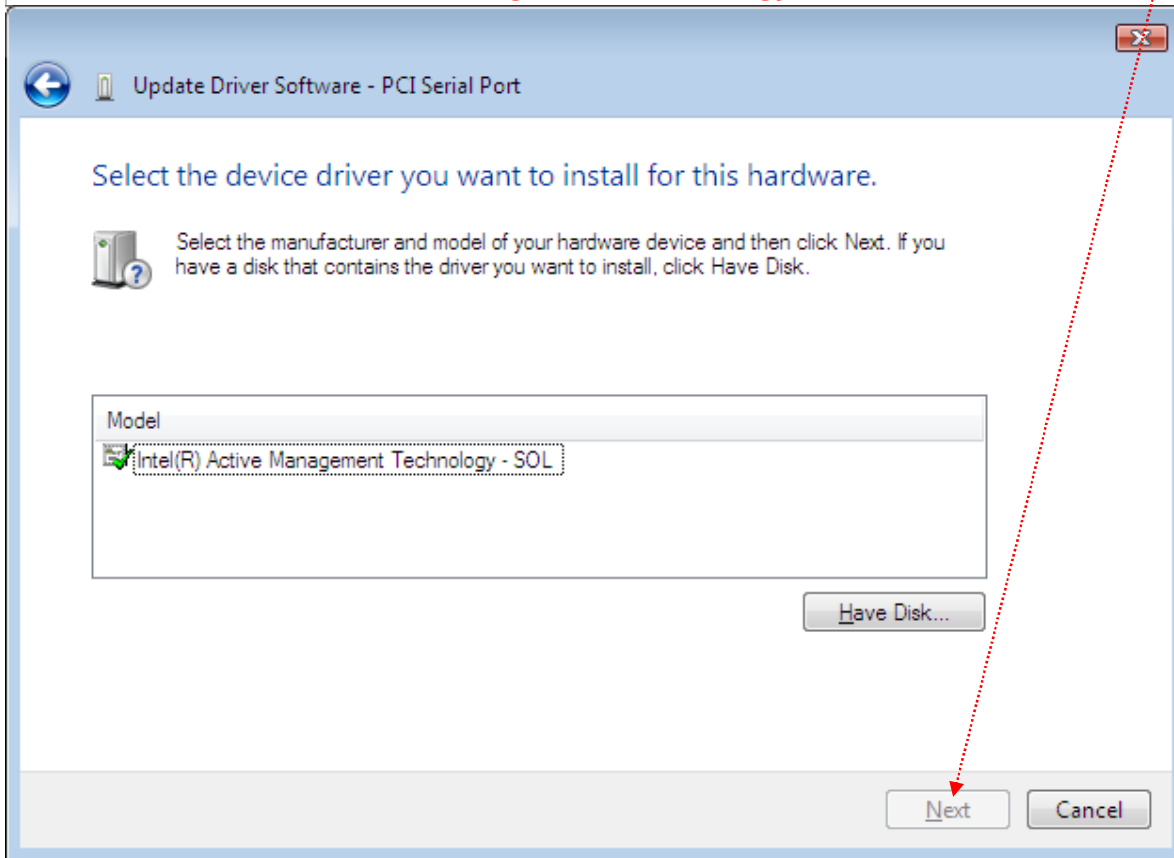 Update Driver Software - PCI Serial Port
Select the device driver you want to install for this hardware.
Select the manufacturer and model of your hardware device and then click Next. If you
have a disk that contains the driver you want to install, click Have Disk.
Model
Intel(R) Active Management Technology - SOL
Have Disk...
Next
Cancel